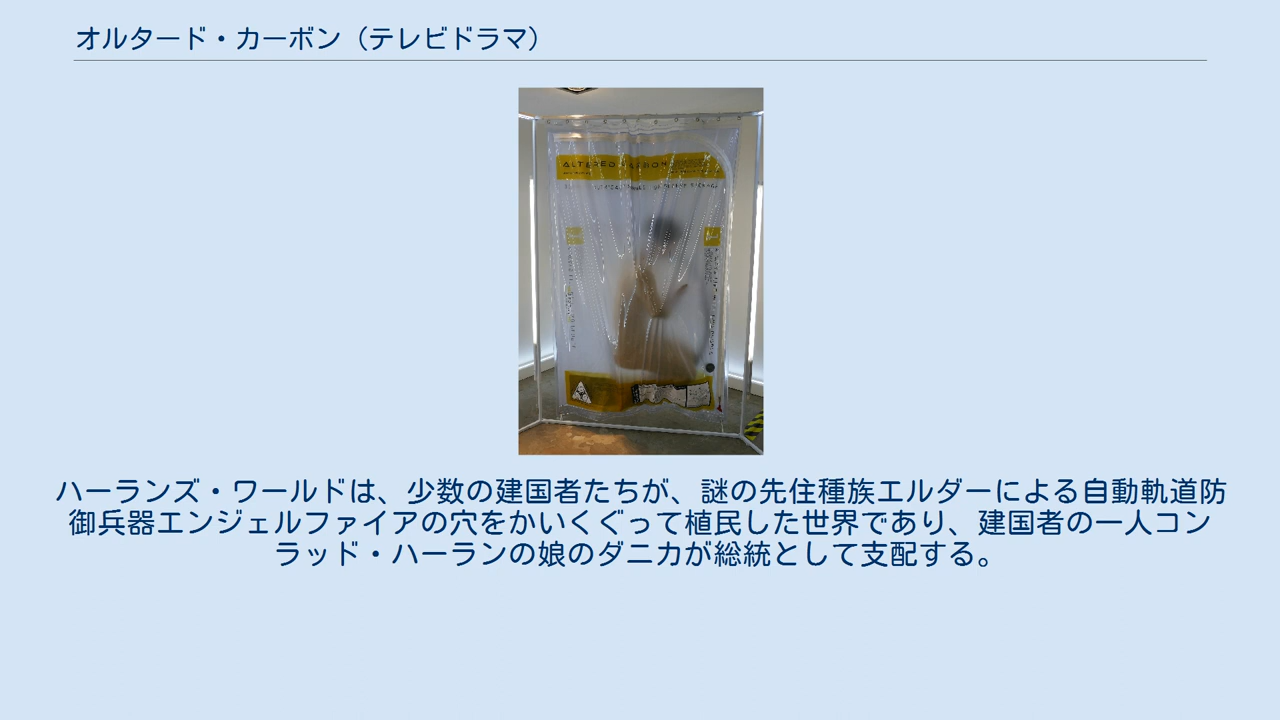 オルタード・カーボン（テレビドラマ）
ALTERED CARBON
ハーランズ・ワールドは、少数の建国者たちが、謎の先住種族エルダーによる自動軌道防
御兵器エンジェルファイアの穴をかいくぐって植民した世界であり、建国者の一人コン
ラッド・ハーランの娘のダニカが総統として支配する。